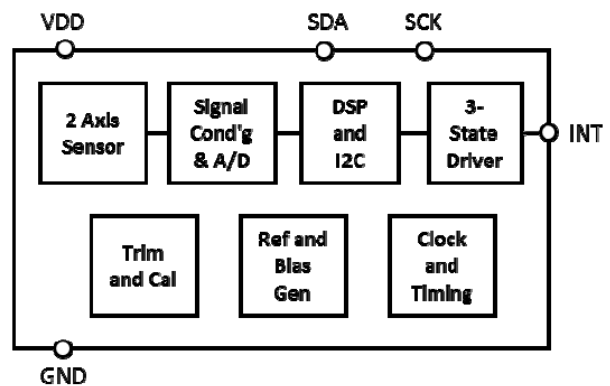 VDD
SDA
SCK
2 Axis
Sensor
Signal
Cond'g
& A/D
DSP
and
I2C
3-
State
Driver
INT
Trim
and Cal
Ref and
Bias
Gen
Clock
and
Timing
GND